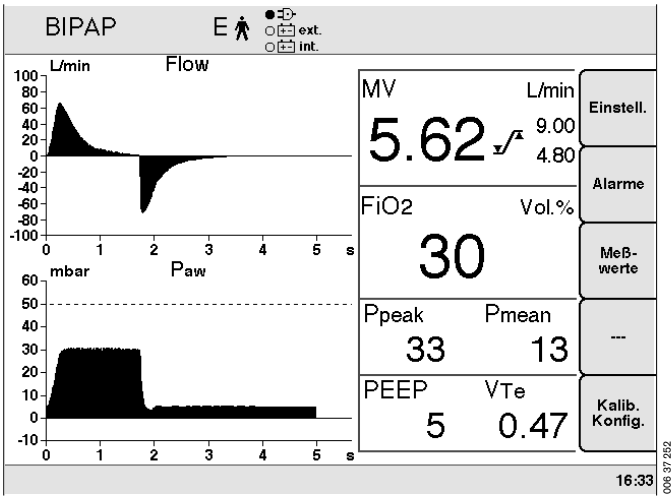 BIPAP
E
ext.
int.
L/min Flow
100
80
60
40
20
0
-20
-40
-60
-80
-100
0 1 2 3 4 5 s
mbar Paw
60
50
40
30
20
10
0
-10
0 1 2 3 4 5 s
MV L/min
5.62 9.00
4.80
FiO2 Vol.%
30
Ppeak Pmean
33 13
PEEP VTe
5 0.47
Einstell.
Alarme
Meß-
werte
---
Kalib.
Konfig.
16:33
006 37 252